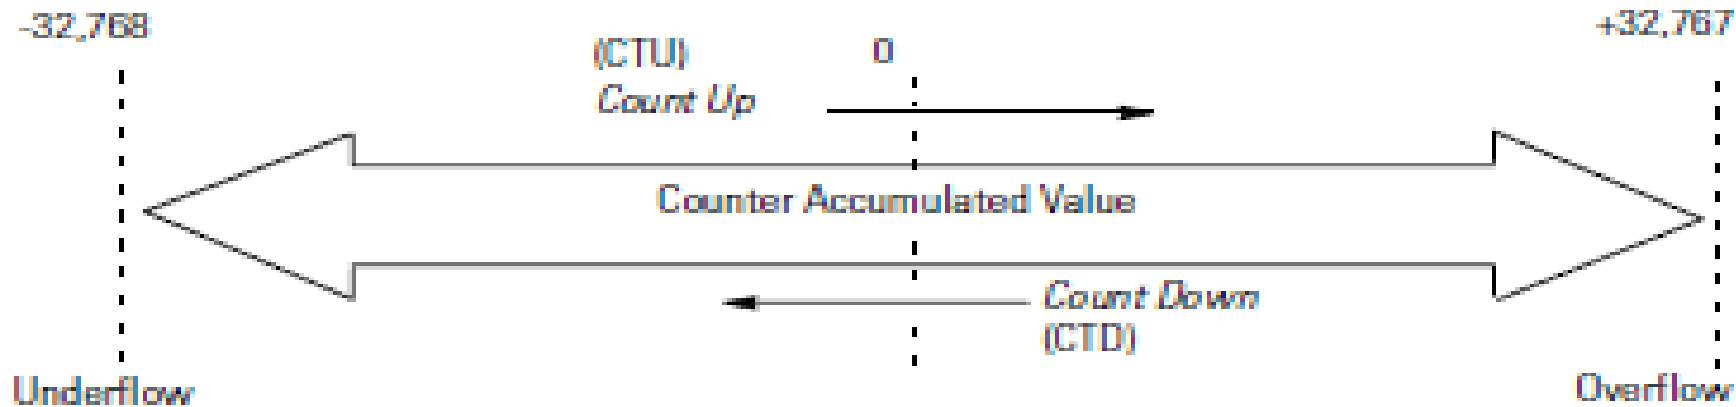 -32,768
+32,767
(CTU)
0
Count Up
Counter Accumulated Value
Count Down
(CTD)
Underflow
Overflow